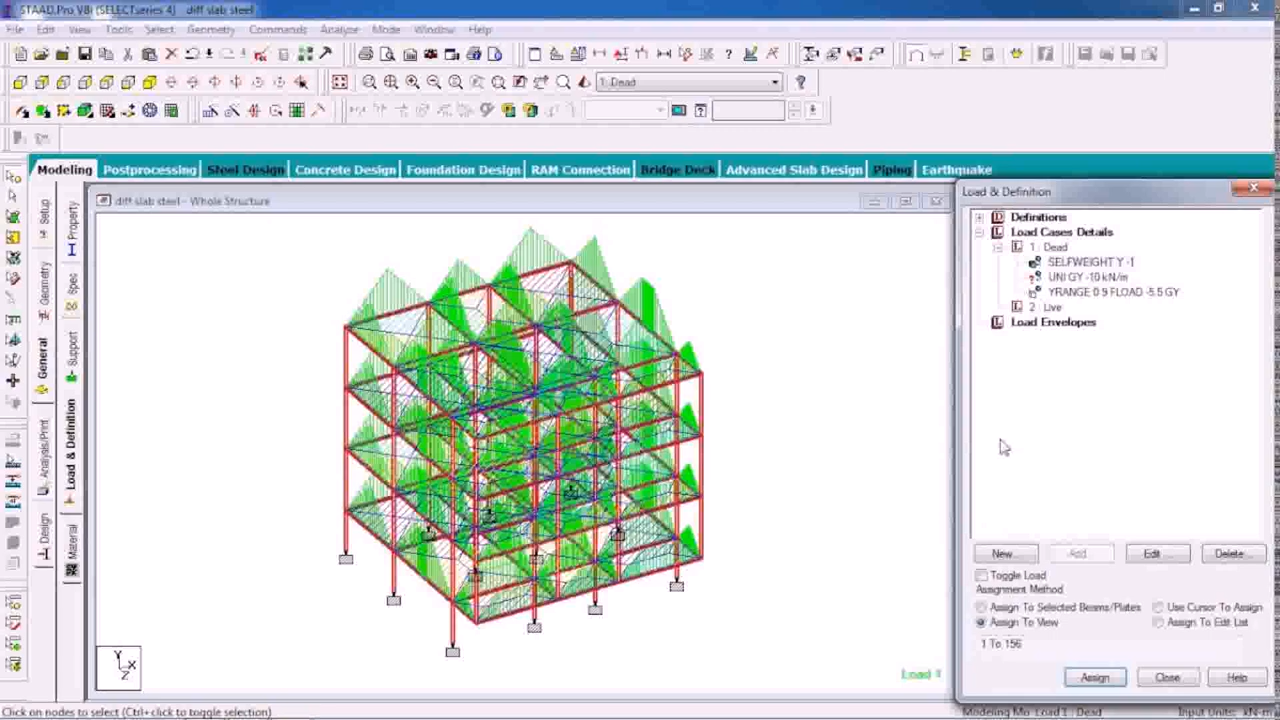 STAAD.Pro V8i (SELECTseries 4) - diff slab steel
File Edit View Tools Select Geometry Commands Analyze Mode Window Help
1: Dead
Modeling Postprocessing Steel Design Concrete Design Foundation Design RAM Connection Bridge Deck Advanced Slab Design Piping Earthquake
Setup
Geometry
General
Analysis/Print
Design
Property
Spec
Support
Load & Definition
Material
diff slab steel - Whole Structure
Load 1
Y
X
Z
Load & Definition
Definitions
Load Cases Details
1 : Dead
SELFWEIGHT Y -1
UNI GY -10 kN/m
YRANGE 0 9 FLOAD -5.5 GY
2 : Live
Load Envelopes
New... Add... Edit... Delete...
Toggle Load
Assignment Method
Assign To Selected Beams/Plates Use Cursor To Assign
Assign To View Assign To Edit List
1 To 156
Assign Close Help
Click on nodes to select (Ctrl+click to toggle selection) Modeling Mo Load 1 : Dead Input Units: kN-m